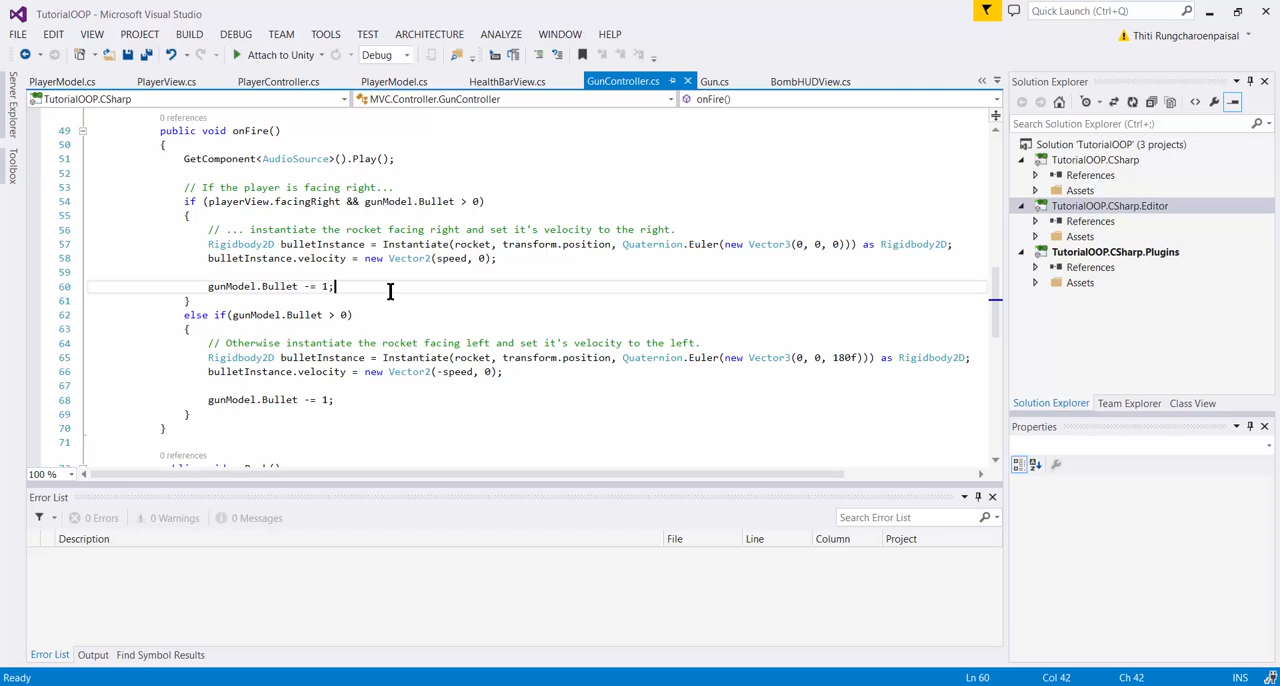 TutorialOOP - Microsoft Visual Studio
Quick Launch (Ctrl+Q)
FILE EDIT VIEW PROJECT BUILD DEBUG TEAM TOOLS TEST ARCHITECTURE ANALYZE WINDOW HELP
Thiti Rungcharoenpaisal
Attach to Unity Debug
PlayerModel.cs PlayerView.cs PlayerController.cs PlayerModel.cs HealthBarView.cs GunController.cs Gun.cs BombHUDView.cs
TutorialOOP.CSharp MVC.Controller.GunController onFire()
Server Explorer
Toolbox
0 references
49 public void onFire()
50 {
51 GetComponent<AudioSource>().Play();
52
53 // If the player is facing right...
54 if (playerView.facingRight && gunModel.Bullet > 0)
55 {
56 // ... instantiate the rocket facing right and set it's velocity to the right.
57 Rigidbody2D bulletInstance = Instantiate(rocket, transform.position, Quaternion.Euler(new Vector3(0, 0, 0))) as Rigidbody2D;
58 bulletInstance.velocity = new Vector2(speed, 0);
59
60 gunModel.Bullet -= 1;
61 }
62 else if(gunModel.Bullet > 0)
63 {
64 // Otherwise instantiate the rocket facing left and set it's velocity to the left.
65 Rigidbody2D bulletInstance = Instantiate(rocket, transform.position, Quaternion.Euler(new Vector3(0, 0, 180f))) as Rigidbody2D;
66 bulletInstance.velocity = new Vector2(-speed, 0);
67
68 gunModel.Bullet -= 1;
69 }
70 }
71
0 references
100 %
Error List
0 Errors 0 Warnings 0 Messages Search Error List
Description File Line Column Project
Error List Output Find Symbol Results
Solution Explorer
Search Solution Explorer (Ctrl+;)
Solution 'TutorialOOP' (3 projects)
TutorialOOP.CSharp
References
Assets
TutorialOOP.CSharp.Editor
References
Assets
TutorialOOP.CSharp.Plugins
References
Assets
Solution Explorer Team Explorer Class View
Properties
Ready Ln 60 Col 42 Ch 42 INS